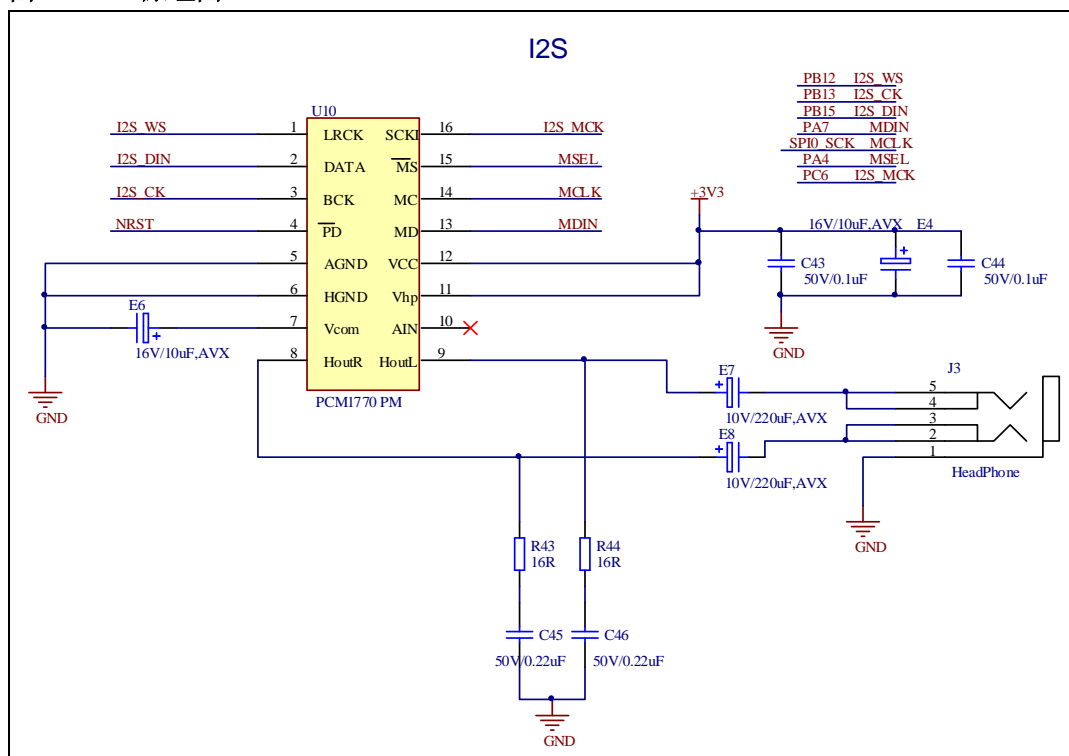 I2S
PB12 I2S_WS
PB13 I2S_CK
PB15 I2S_DIN
PA7 MDIN
SPI0_SCK MCLK
PA4 MSEL
PC6 I2S_MCK
U10
I2S_WS 1 LRCK SCKI 16 I2S_MCK
I2S_DIN 2 DATA MS 15 MSEL
I2S_CK 3 BCK MC 14 MCLK
NRST 4 PD MD 13 MDIN
5 AGND VCC 12
6 HGND Vhp 11
7 Vcom AIN 10
8 HoutR HoutL 9
PCM1770 PM
E6
16V/10uF,AVX
GND
+3V3
16V/10uF,AVX E4
C43
50V/0.1uF
C44
50V/0.1uF
GND
E7
10V/220uF,AVX
E8
10V/220uF,AVX
J3
5
4
3
2
1
HeadPhone
GND
R43
16R
R44
16R
C45
50V/0.22uF
C46
50V/0.22uF
GND